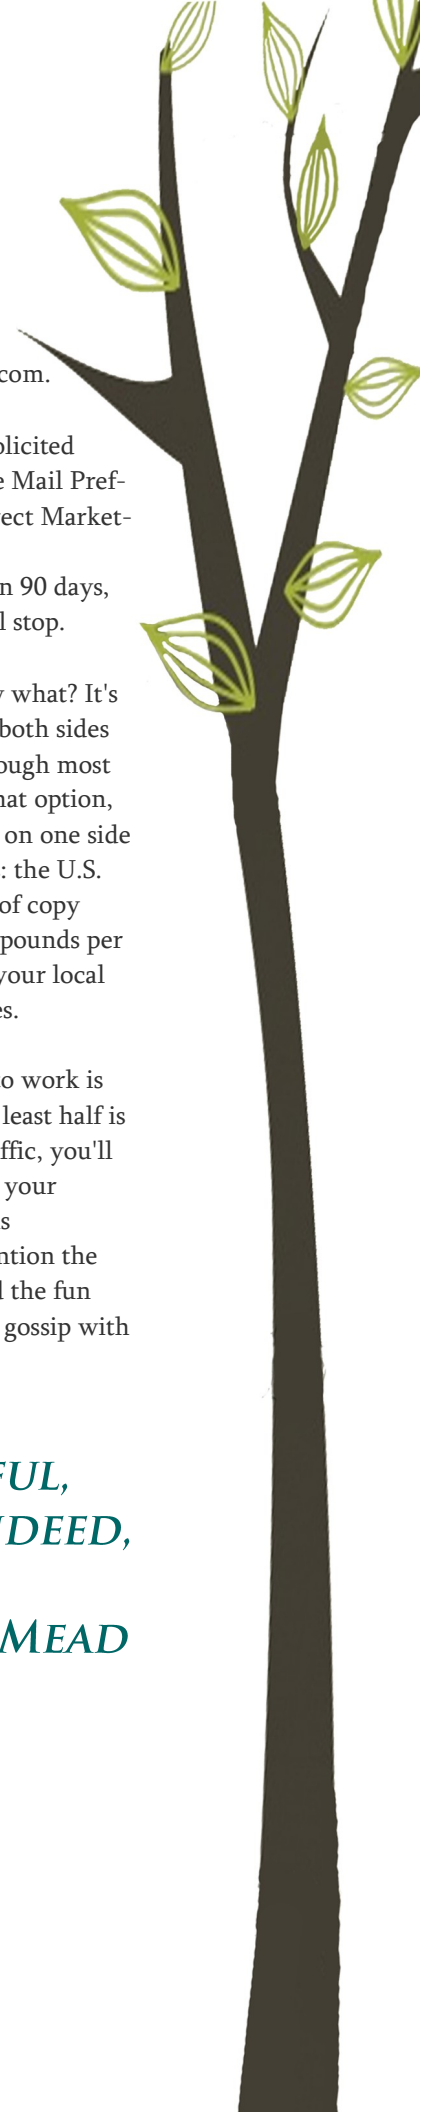 com.
plicited
e Mail Pref-
ect Market-
n 90 days,
l stop.
what? It's
both sides
ough most
hat option,
on one side
: the U.S.
of copy
pounds per
your local
es.
o work is
least half is
ffic, you'll
your
s
ntion the
the fun
gossip with
FUL,
DEED,
MEAD